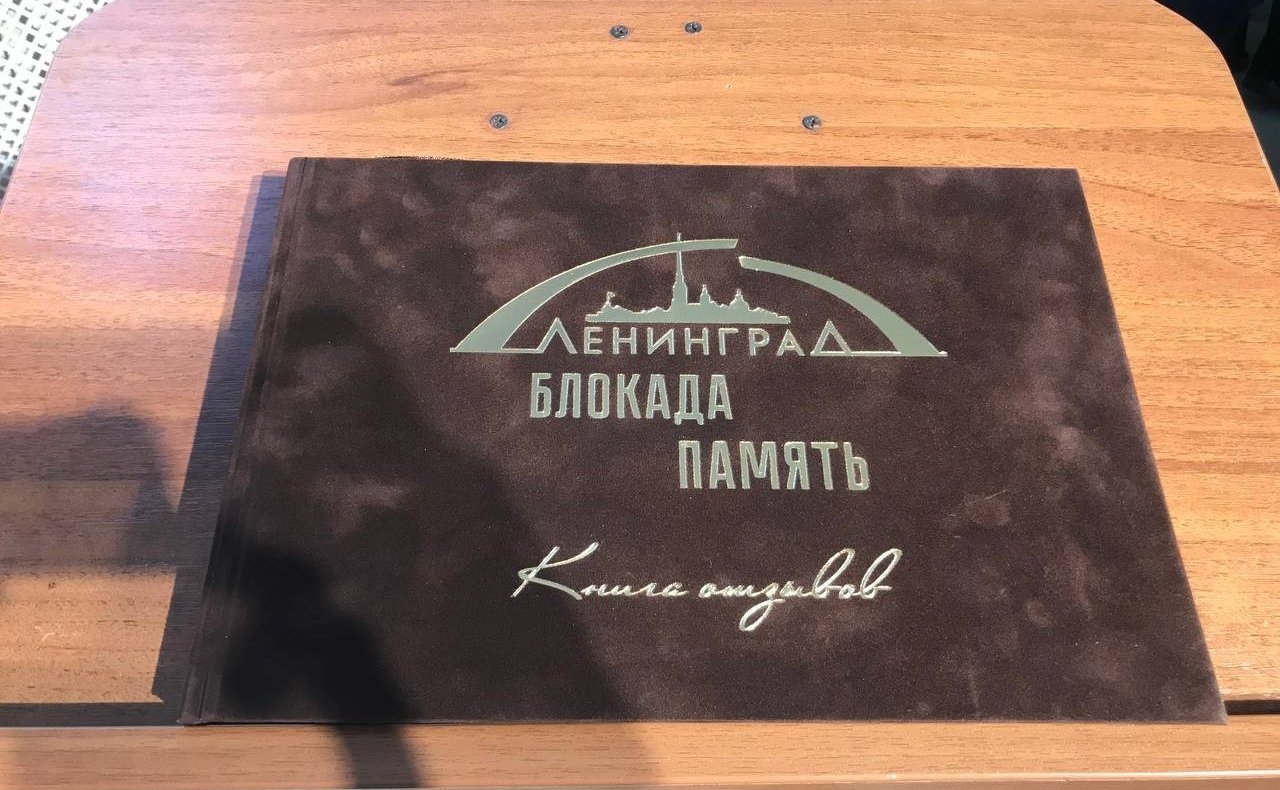 ЛЕНИНГРАД
БЛОКАДА
ПАМЯТЬ
Книга отзывов